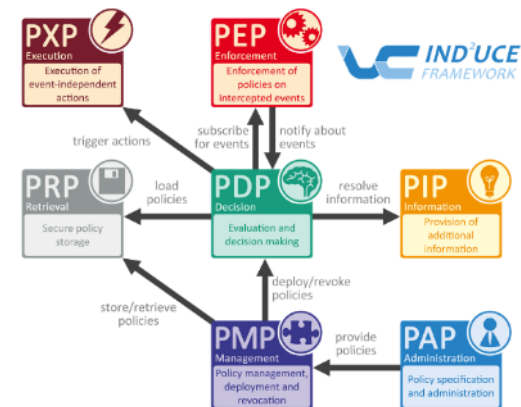 PXP
Execution
Execution of
event-independent
actions
PEP
Enforcement
Enforcement of
policies on
intercepted events
IND²UCE
FRAMEWORK
trigger actions
subscribe
for events
notify about
events
PRP
Retrieval
Secure policy
storage
load
policies
PDP
Decision
Evaluation and
decision making
resolve
information
PIP
Information
Provision of
additional
information
store/retrieve
policies
deploy/revoke
policies
PMP
Management
Policy management,
deployment and
revocation
provide
policies
PAP
Administration
Policy specification
and administration